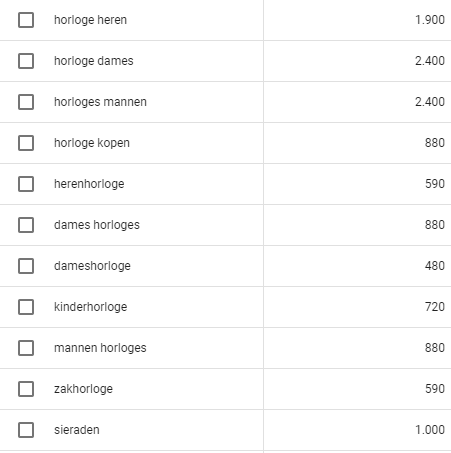 horloge heren 1.900
horloge dames 2.400
horloges mannen 2.400
horloge kopen 880
herenhorloge 590
dames horloges 880
dameshorloge 480
kinderhorloge 720
mannen horloges 880
zakhorloge 590
sieraden 1.000